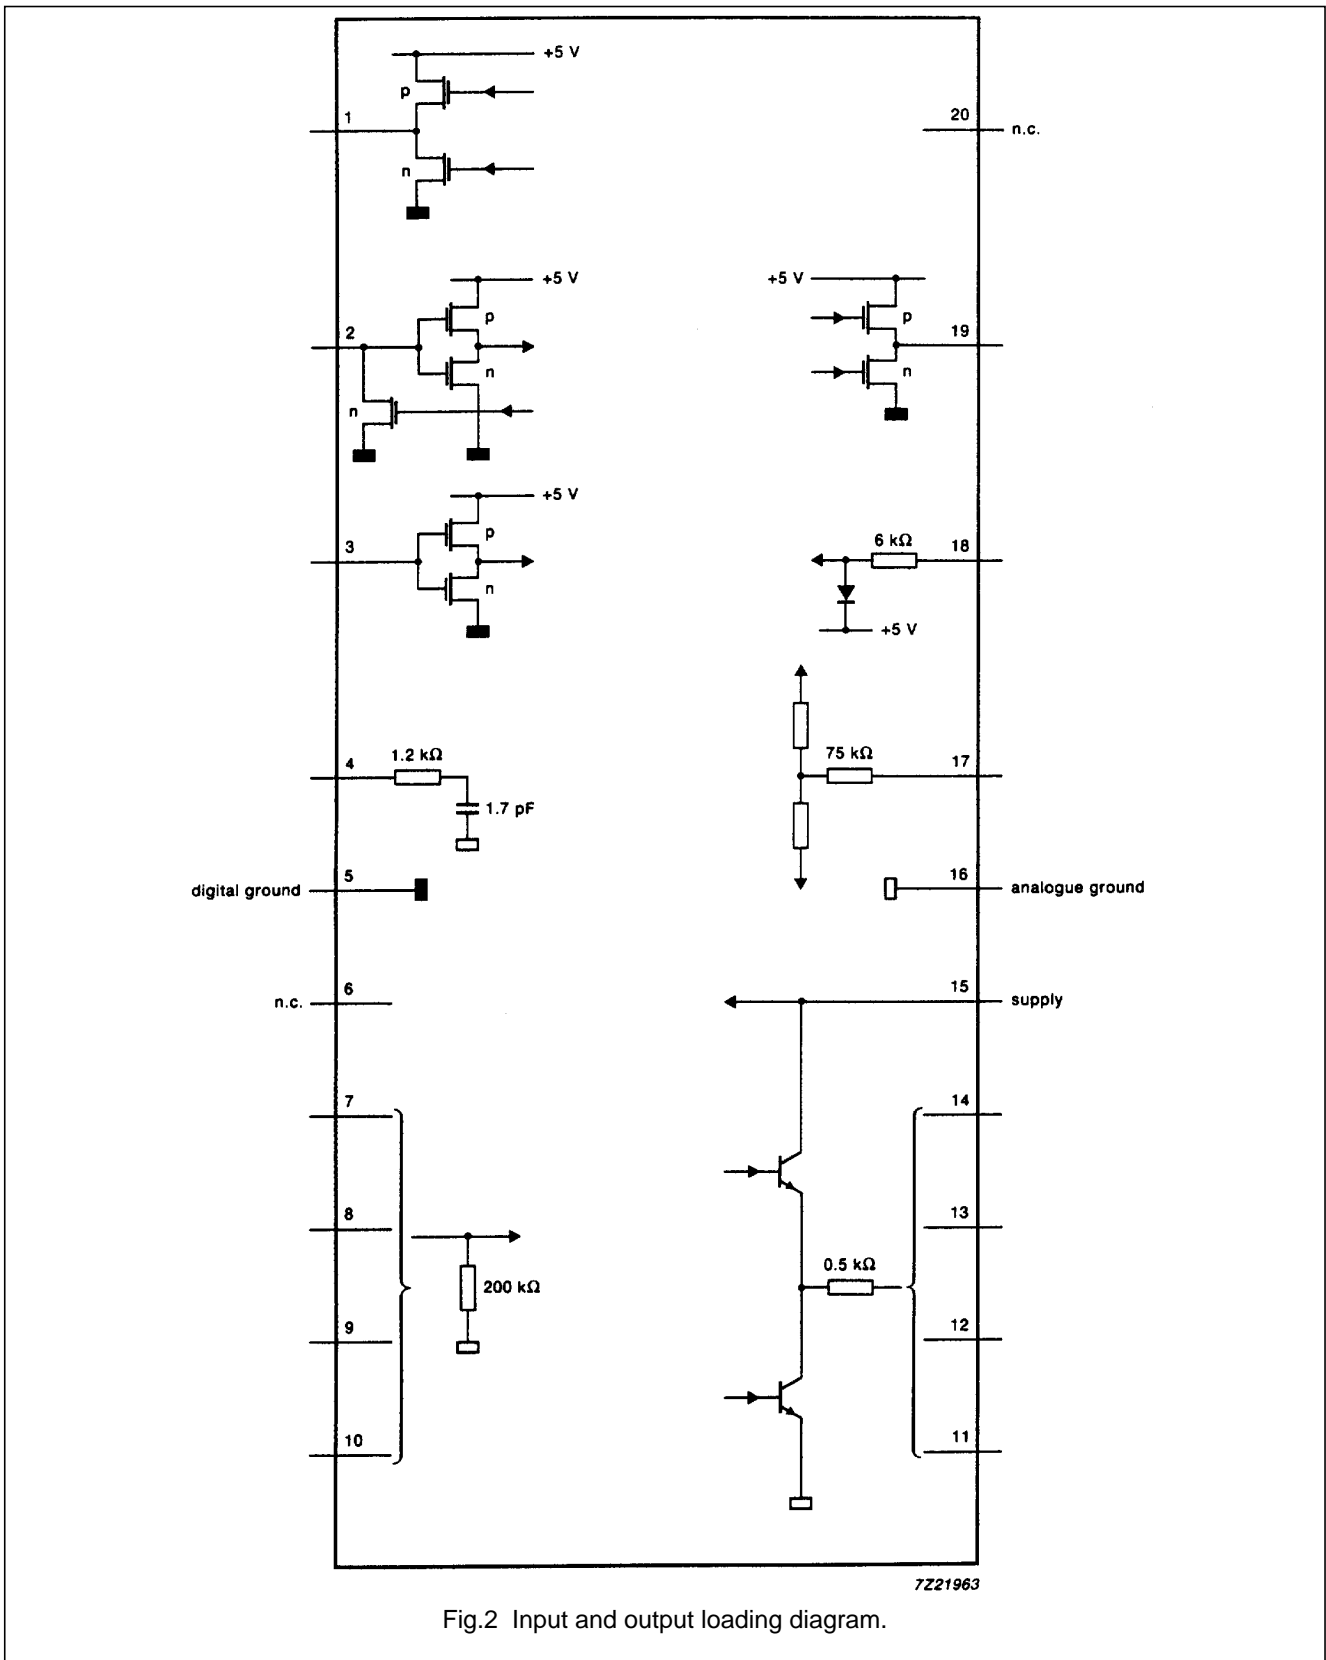 +5 V
p
1
n
20
n.c.
+5 V
p
2
n
n
+5 V
p
19
n
+5 V
p
3
n
6 kΩ
18
+5 V
1.2 kΩ
4
1.7 pF
75 kΩ
17
digital ground
5
16
analogue ground
n.c.
6
15
supply
7
8
200 kΩ
9
10
14
13
0.5 kΩ
12
11
7Z21963
Fig.2 Input and output loading diagram.